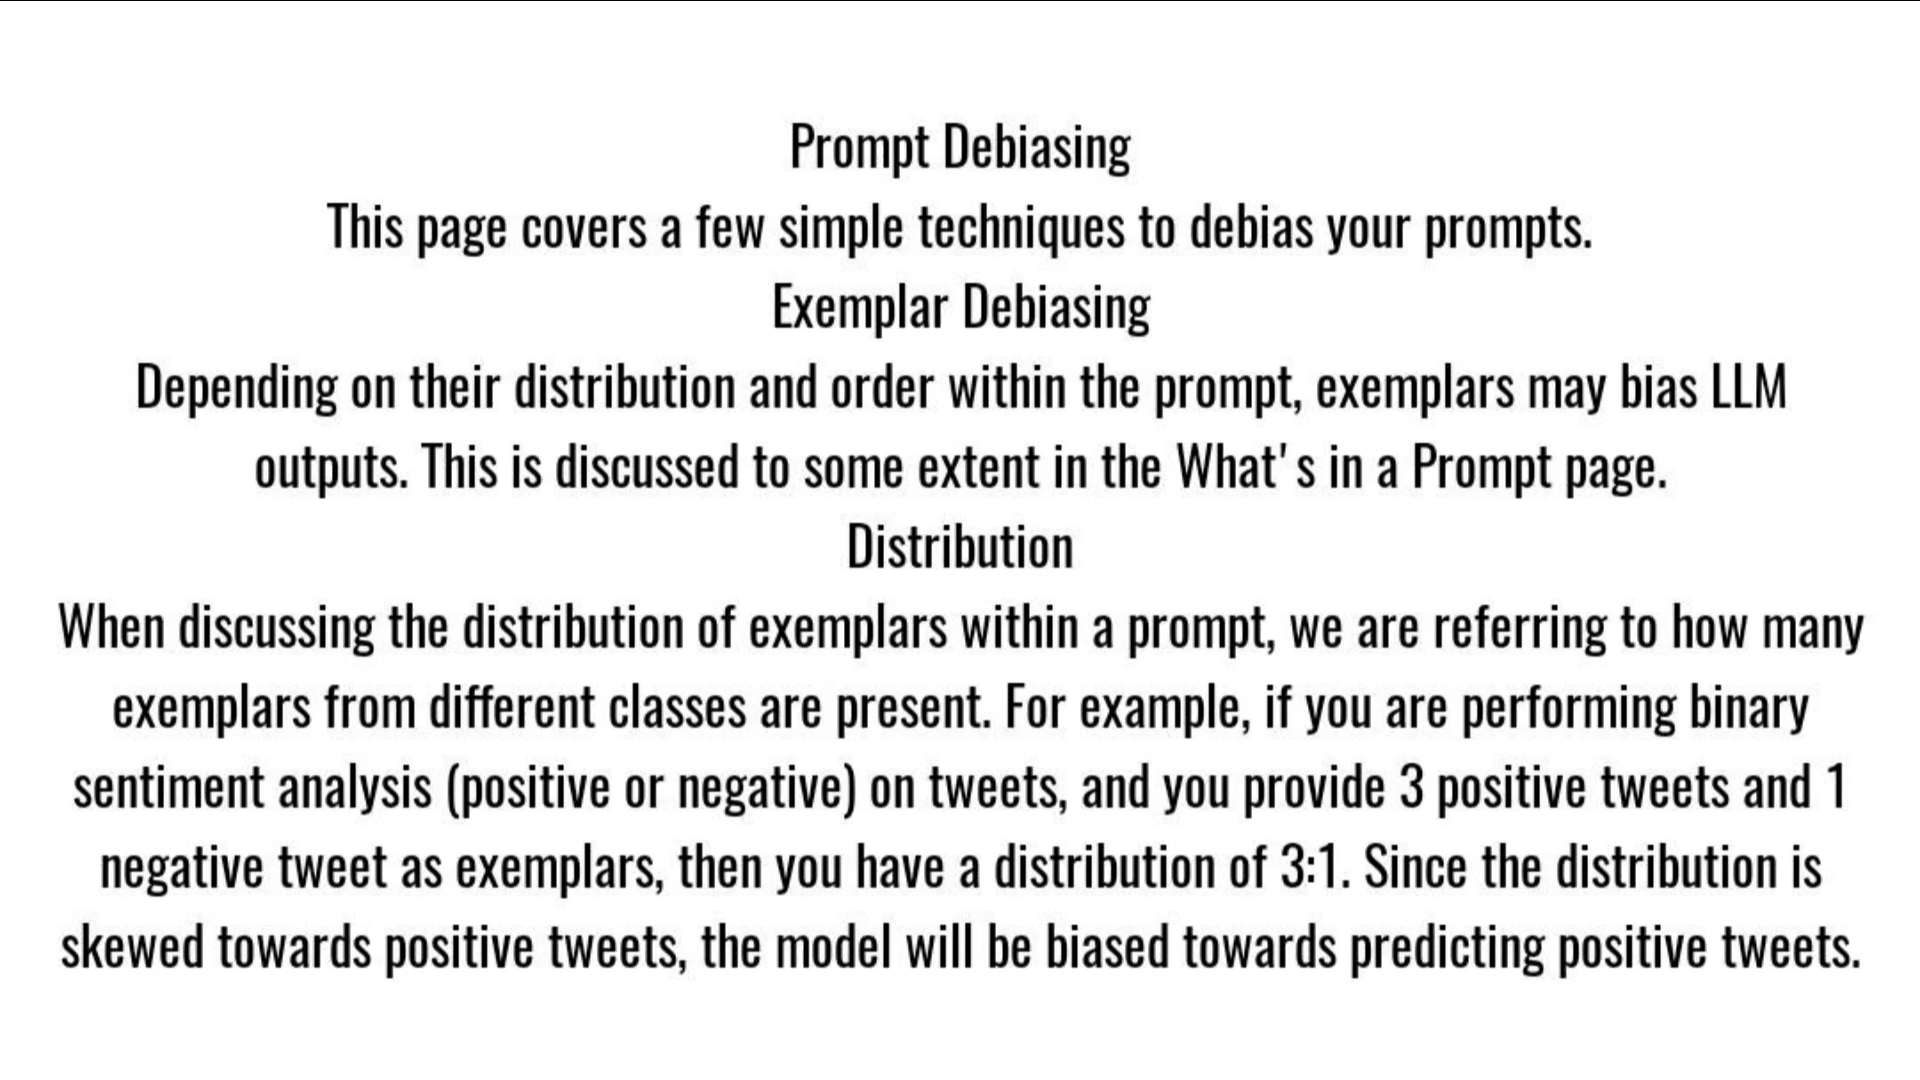 Prompt Debiasing
This page covers a few simple techniques to debias your prompts.
Exemplar Debiasing
Depending on their distribution and order within the prompt, exemplars may bias LLM
outputs. This is discussed to some extent in the What's in a Prompt page.
Distribution
When discussing the distribution of exemplars within a prompt, we are referring to how many
exemplars from different classes are present. For example, if you are performing binary
sentiment analysis (positive or negative) on tweets, and you provide 3 positive tweets and 1
negative tweet as exemplars, then you have a distribution of 3:1. Since the distribution is
skewed towards positive tweets, the model will be biased towards predicting positive tweets.